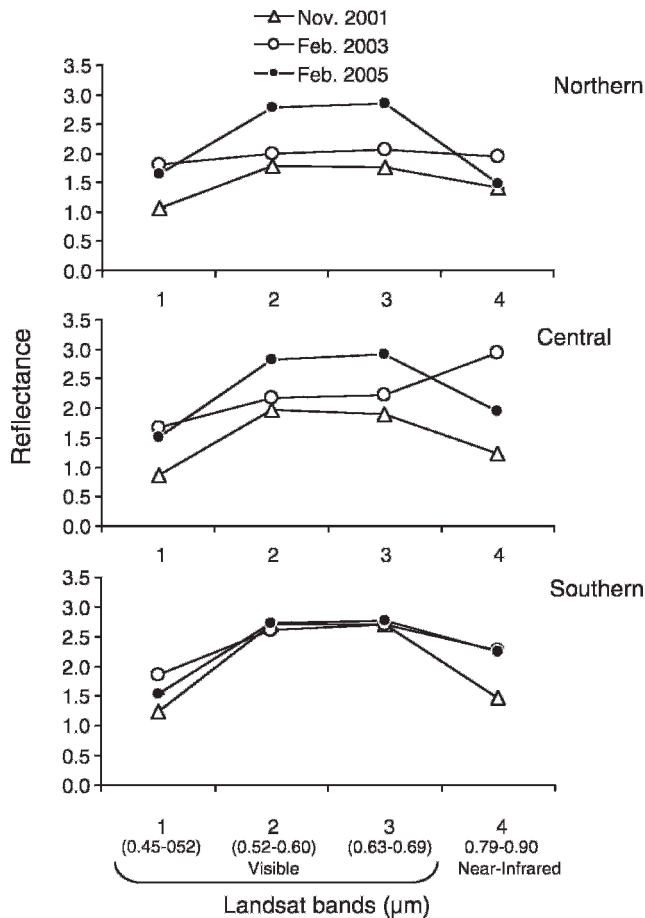 Nov. 2001
Feb. 2003
Feb. 2005
Northern
3.5
3.0
2.5
2.0
1.5
1.0
0.5
0.0
1 2 3 4
Central
3.5
3.0
2.5
2.0
1.5
1.0
0.5
0.0
1 2 3 4
Reflectance
Southern
3.5
3.0
2.5
2.0
1.5
1.0
0.5
0.0
1 2 3 4
(0.45-052) (0.52-0.60) (0.63-0.69) 0.79-0.90
Visible Near-Infrared
Landsat bands (μm)